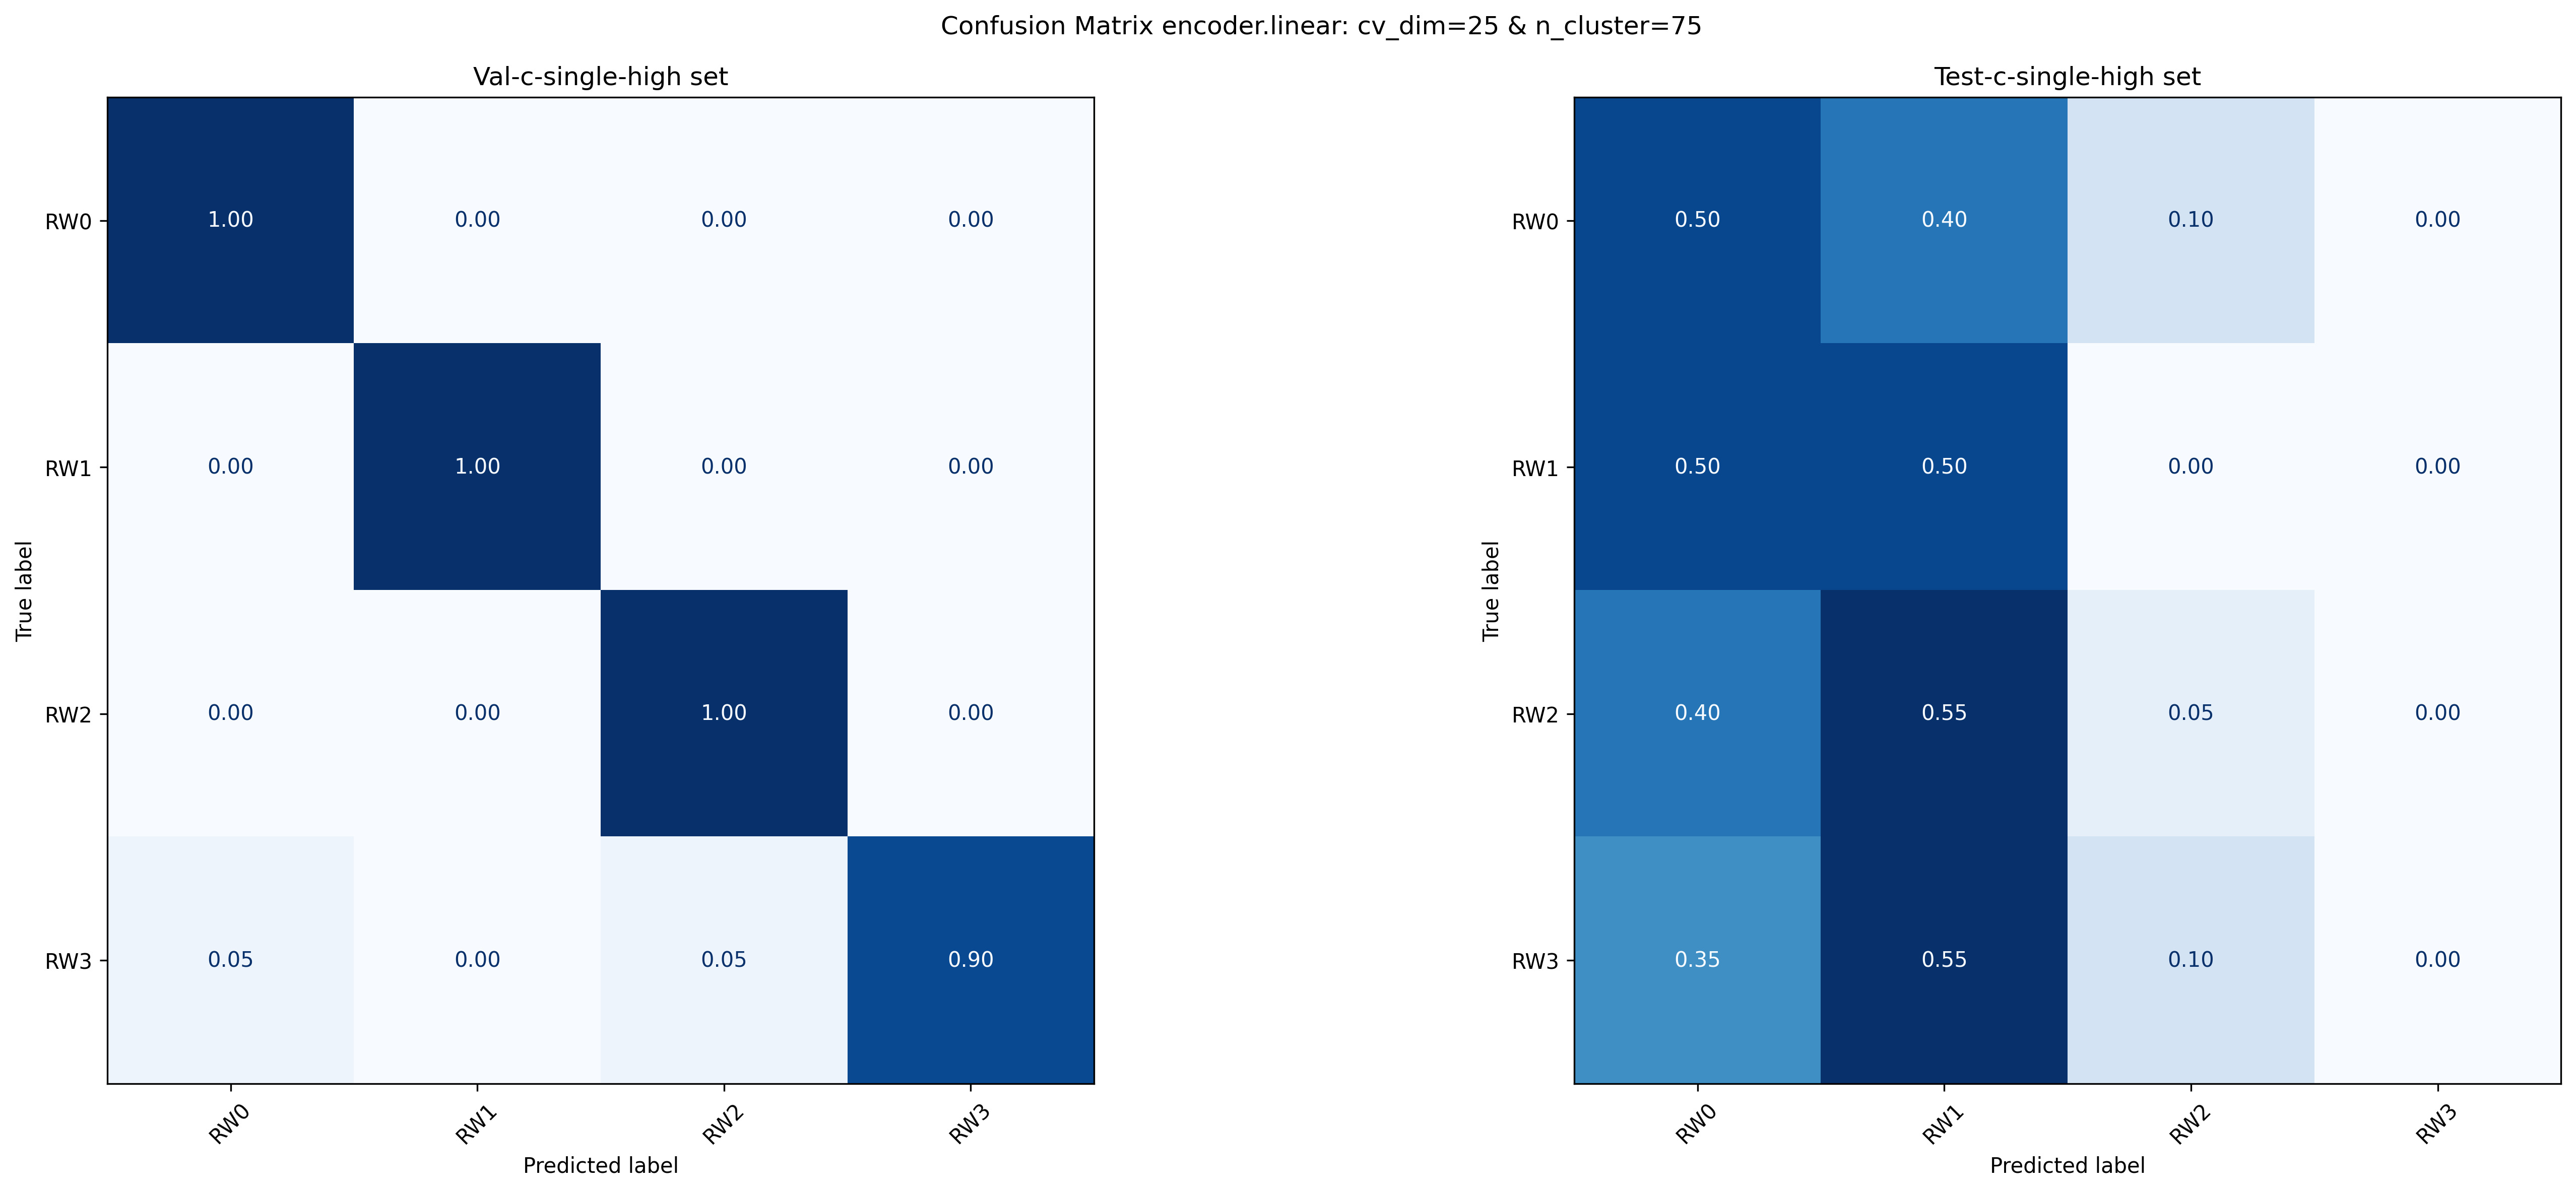 Confusion Matrix encoder.linear: cv_dim=25 & n_cluster=75
Val-c-single-high set
True label
RW0 1.00 0.00 0.00 0.00
RW1 0.00 1.00 0.00 0.00
RW2 0.00 0.00 1.00 0.00
RW3 0.05 0.00 0.05 0.90
RW0 RW1 RW2 RW3
Predicted label
Test-c-single-high set
True label
RW0 0.50 0.40 0.10 0.00
RW1 0.50 0.50 0.00 0.00
RW2 0.40 0.55 0.05 0.00
RW3 0.35 0.55 0.10 0.00
RW0 RW1 RW2 RW3
Predicted label